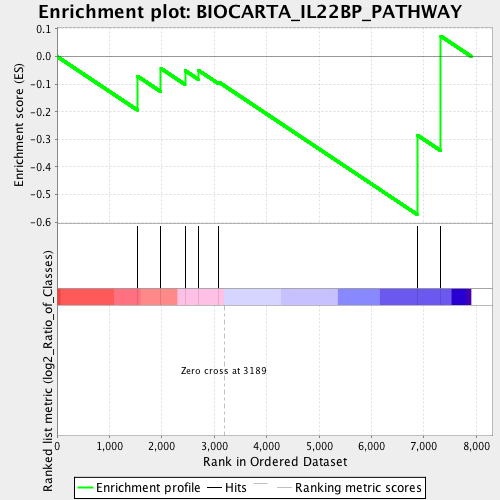 Enrichment plot: BIOCARTA_IL22BP_PATHWAY
Enrichment score (ES)
0.1
0.0
-0.1
-0.2
-0.3
-0.4
-0.5
-0.6
Ranked list metric (log2_Ratio_of_Classes)
Zero cross at 3189
0 1,000 2,000 3,000 4,000 5,000 6,000 7,000 8,000
Rank in Ordered Dataset
Enrichment profile Hits Ranking metric scores